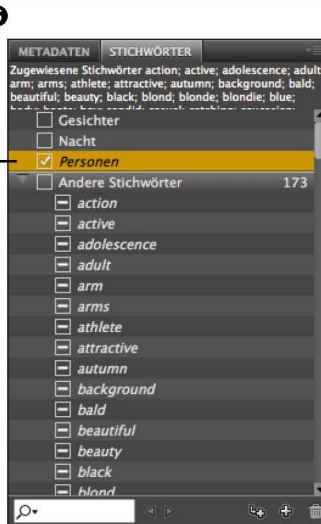 METADATEN STICHWÖRTER
Zugewiesene Stichwörter action; active; adolescence; adult
arm; arms; athlete; attractive; autumn; background; bald;
beautiful; beauty; black; blond; blonde; blondie; blue;
Gesichter
Nacht
Personen
Andere Stichwörter 173
action
active
adolescence
adult
arm
arms
athlete
attractive
autumn
background
bald
beautiful
beauty
black
blond